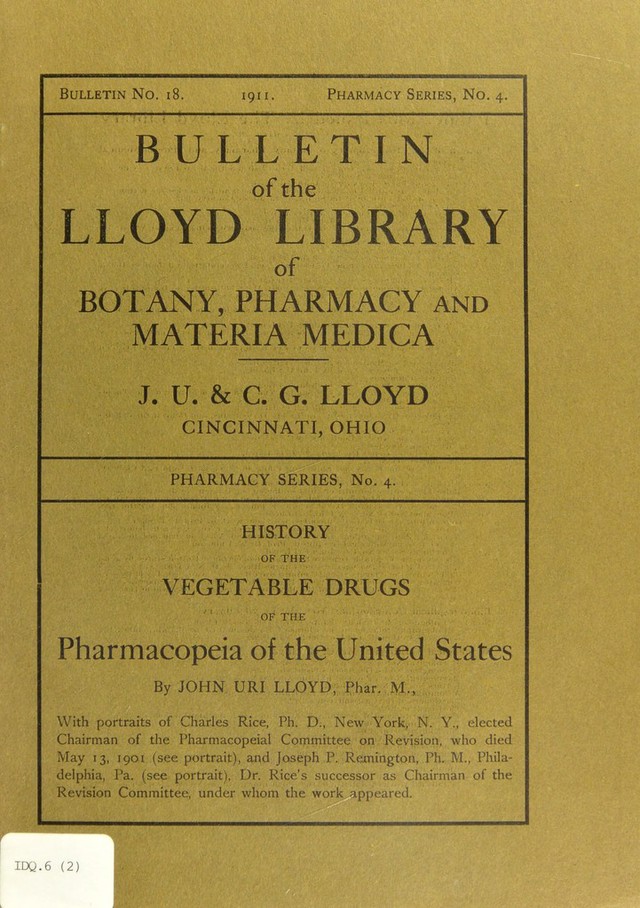 BULLETIN NO. 18. 1911. PHARMACY SERIES, NO. 4.
BULLETIN
of the
LLOYD LIBRARY
of
BOTANY, PHARMACY AND
MATERIA MEDICA
J. U. & C. G. LLOYD
CINCINNATI, OHIO
PHARMACY SERIES, No. 4.
HISTORY
OF THE
VEGETABLE DRUGS
OF THE
Pharmacopeia of the United States
By JOHN URI LLOYD, Phar. M.,
With portraits of Charles Rice, Ph. D., New York, N. Y., elected
Chairman of the Pharmacopeial Committee on Revision, who died
May 13, 1901 (see portrait), and Joseph P. Remington, Ph. M., Phila-
delphia, Pa. (see portrait), Dr. Rice's successor as Chairman of the
Revision Committee, under whom the work appeared.
IDQ.6 (2)